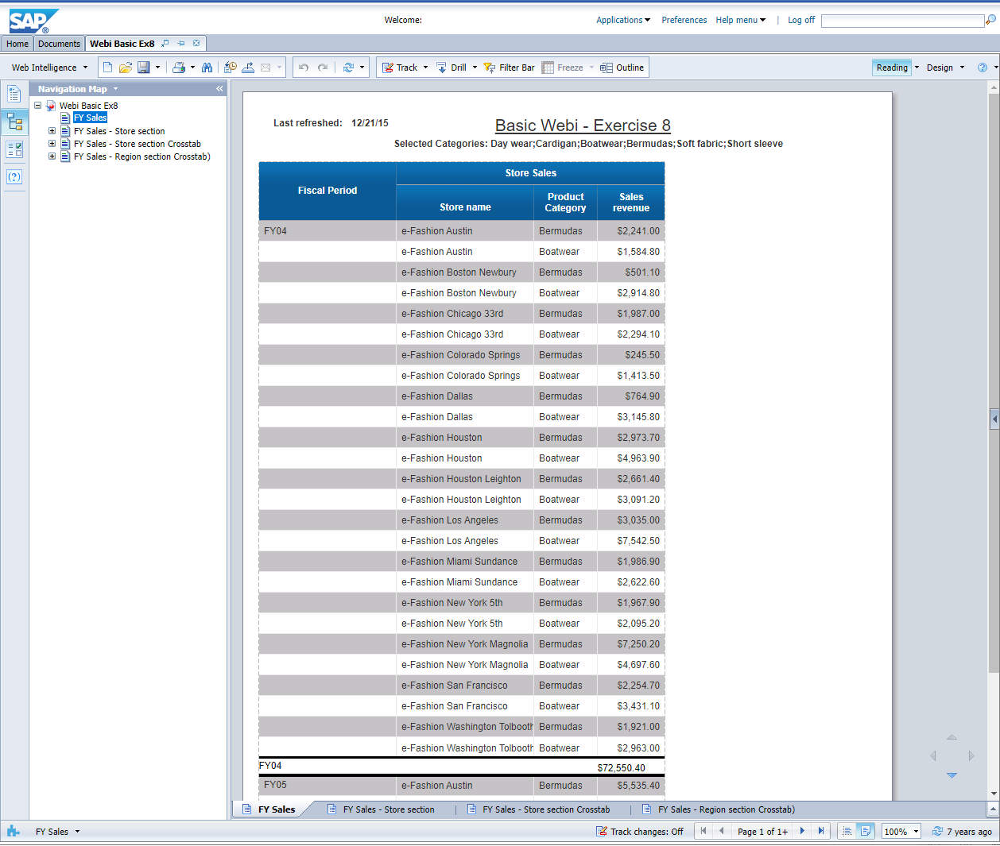 SAP ®
Welcome:
Applications Preferences Help menu | Log off
Home Documents Webi Basic Ex8
Web Intelligence Track Drill Filter Bar Freeze Outline Reading Design
Navigation Map
Webi Basic Ex8
FY Sales
FY Sales - Store section
FY Sales - Store section Crosstab
FY Sales - Region section Crosstab)
Last refreshed: 12/21/15
Basic Webi - Exercise 8
Selected Categories: Day wear;Cardigan;Boatwear;Bermudas;Soft fabric;Short sleeve
Fiscal Period Store Sales
Store name Product Category Sales revenue
FY04 e-Fashion Austin Bermudas $2,241.00
e-Fashion Austin Boatwear $1,584.80
e-Fashion Boston Newbury Bermudas $501.10
e-Fashion Boston Newbury Boatwear $2,914.80
e-Fashion Chicago 33rd Bermudas $1,987.00
e-Fashion Chicago 33rd Boatwear $2,294.10
e-Fashion Colorado Springs Bermudas $245.50
e-Fashion Colorado Springs Boatwear $1,413.50
e-Fashion Dallas Bermudas $764.90
e-Fashion Dallas Boatwear $3,145.80
e-Fashion Houston Bermudas $2,973.70
e-Fashion Houston Boatwear $4,963.90
e-Fashion Houston Leighton Bermudas $2,661.40
e-Fashion Houston Leighton Boatwear $3,091.20
e-Fashion Los Angeles Bermudas $3,035.00
e-Fashion Los Angeles Boatwear $7,542.50
e-Fashion Miami Sundance Bermudas $1,986.90
e-Fashion Miami Sundance Boatwear $2,622.60
e-Fashion New York 5th Bermudas $1,967.90
e-Fashion New York 5th Boatwear $2,095.20
e-Fashion New York Magnolia Bermudas $7,250.20
e-Fashion New York Magnolia Boatwear $4,697.60
e-Fashion San Francisco Bermudas $2,254.70
e-Fashion San Francisco Boatwear $3,431.10
e-Fashion Washington Tolbooth Bermudas $1,921.00
e-Fashion Washington Tolbooth Boatwear $2,963.00
FY04 $72,550.40
FY05 e-Fashion Austin Bermudas $5,535.40
FY Sales FY Sales - Store section | FY Sales - Store section Crosstab | FY Sales - Region section Crosstab)
FY Sales Track changes: Off Page 1 of 1+ 100% 7 years ago